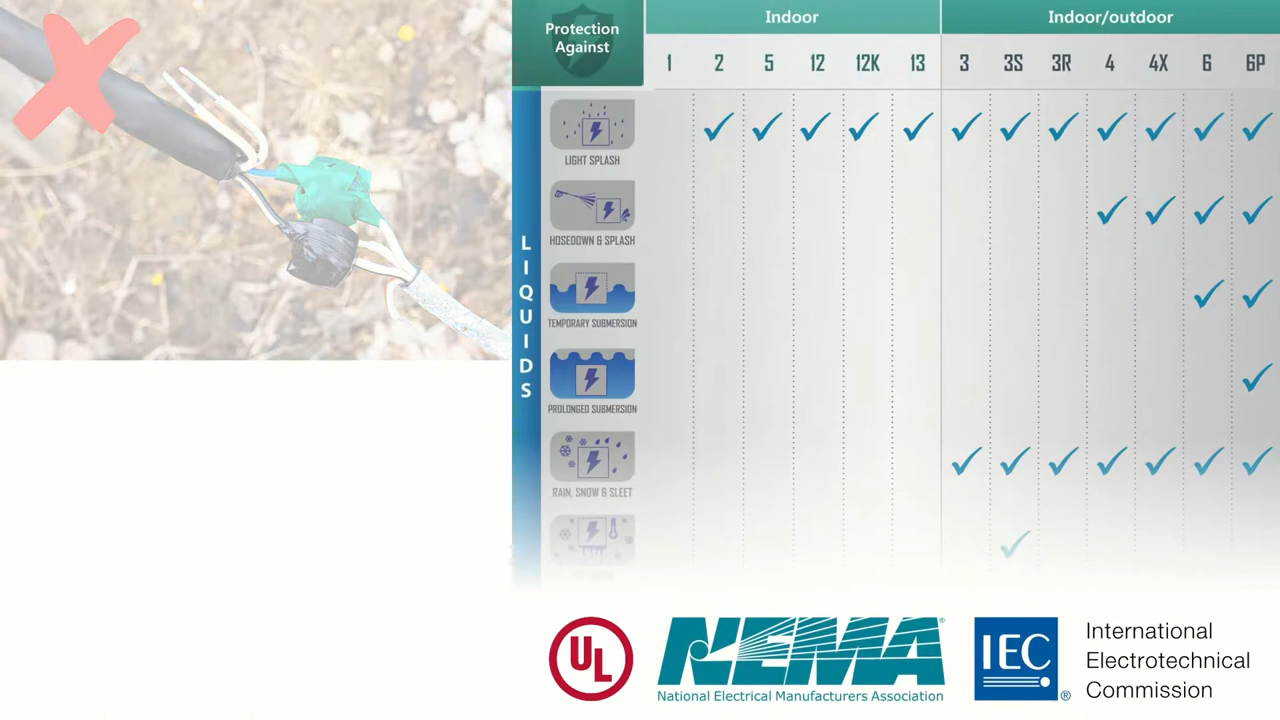 Protection
Against
Indoor
Indoor/outdoor
1 2 5 12 12K 13 3 3S 3R 4 4X 6 6P
LIQUIDS
LIGHT SPLASH
HOSEDOWN & SPLASH
TEMPORARY SUBMERSION
PROLONGED SUBMERSION
RAIN, SNOW & SLEET
UL
NEMA®
National Electrical Manufacturers Association
IEC®
International
Electrotechnical
Commission